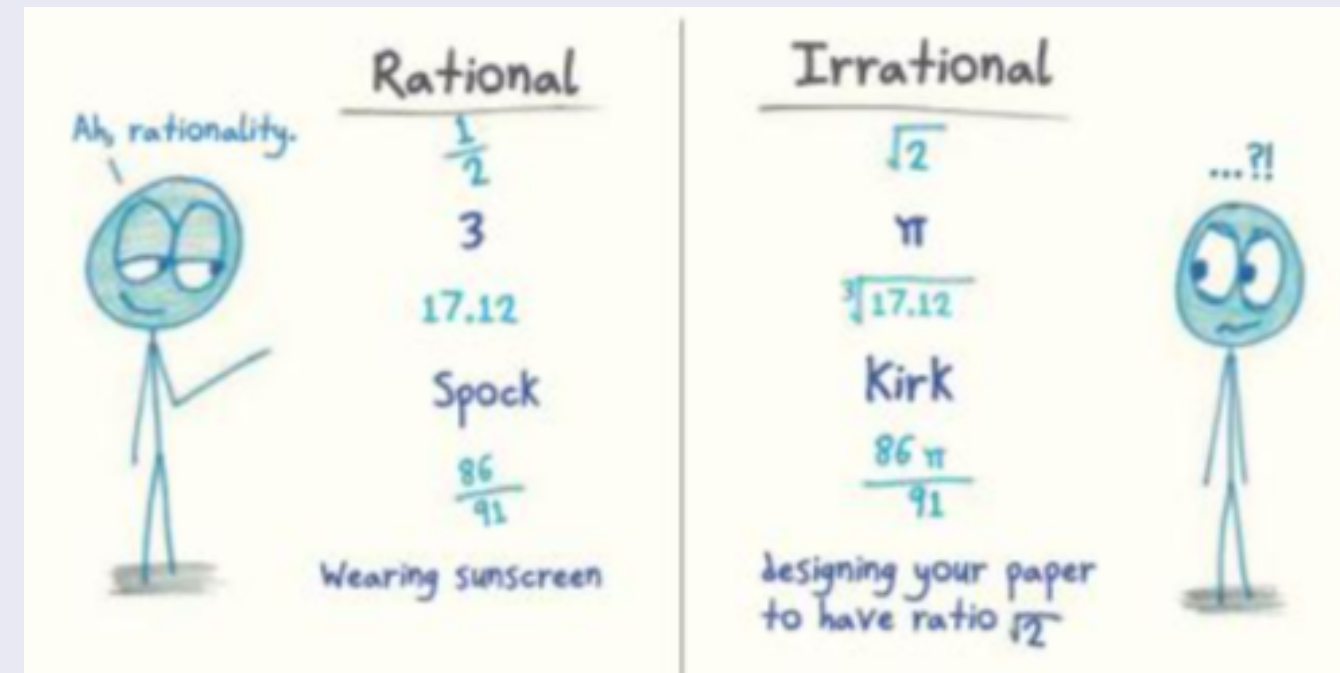 Rational
Ah, rationality.
1
2
3
17.12
Spock
86
91
Wearing sunscreen
Irrational
√2
...?!
π
∛17.12
Kirk
86 π
91
designing your paper
to have ratio √2